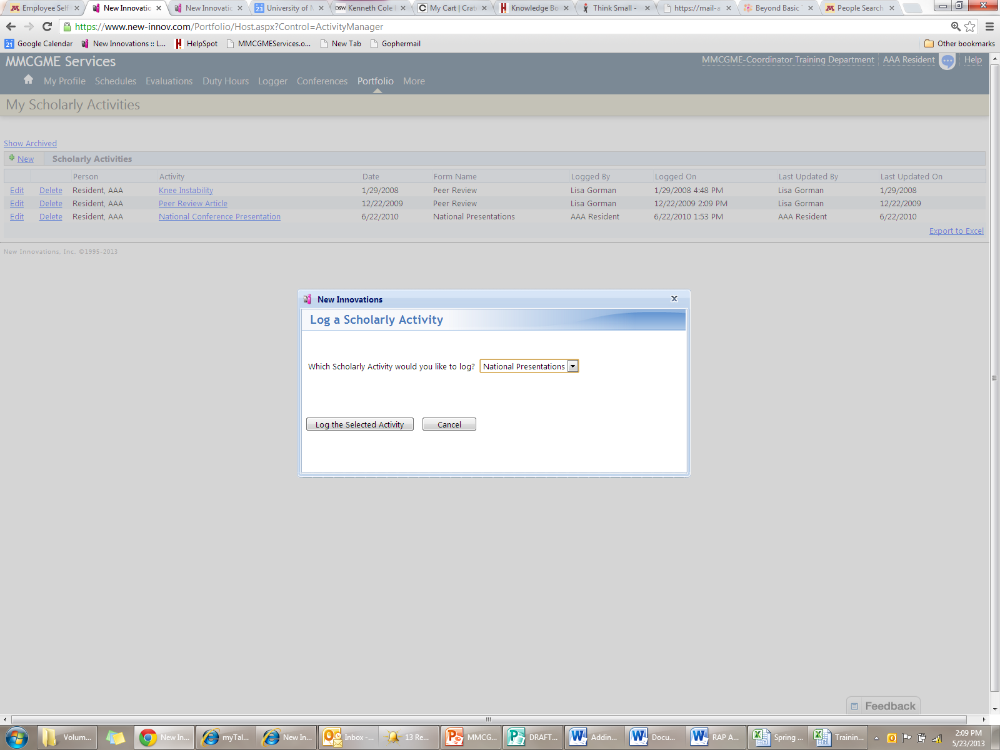 Employee Self
New Innovatio
New Innovatio
University of M
DSW Kenneth Cole
My Cart | Crate
Knowledge Bo
Think Small -
https://mail-a
Beyond Basic
People Search
https://www.new-innov.com/Portfolio/Host.aspx?Control=ActivityManager
21 Google Calendar New Innovations :: L... HelpSpot MMCGMEServices.o... New Tab Gophermail Other bookmarks
MMCGME Services
MMCGME-Coordinator Training Department AAA Resident Help
My Profile Schedules Evaluations Duty Hours Logger Conferences Portfolio More
My Scholarly Activities
Show Archived
New Scholarly Activities
Person Activity Date Form Name Logged By Logged On Last Updated By Last Updated On
Edit Delete Resident, AAA Knee Instability 1/29/2008 Peer Review Lisa Gorman 1/29/2008 4:48 PM Lisa Gorman 1/29/2008
Edit Delete Resident, AAA Peer Review Article 12/22/2009 Peer Review Lisa Gorman 12/22/2009 2:09 PM Lisa Gorman 12/22/2009
Edit Delete Resident, AAA National Conference Presentation 6/22/2010 National Presentations AAA Resident 6/22/2010 1:53 PM AAA Resident 6/22/2010
Export to Excel
New Innovations, Inc. ©1995-2013
New Innovations x
Log a Scholarly Activity
Which Scholarly Activity would you like to log? National Presentations
Log the Selected Activity Cancel
Feedback
Volum... New In... myTal... New In... Inbox -... 13 Re... MMCG... DRAFT... Addin... Docu... RAP A... Spring ... Trainin...
2:09 PM
5/23/2013